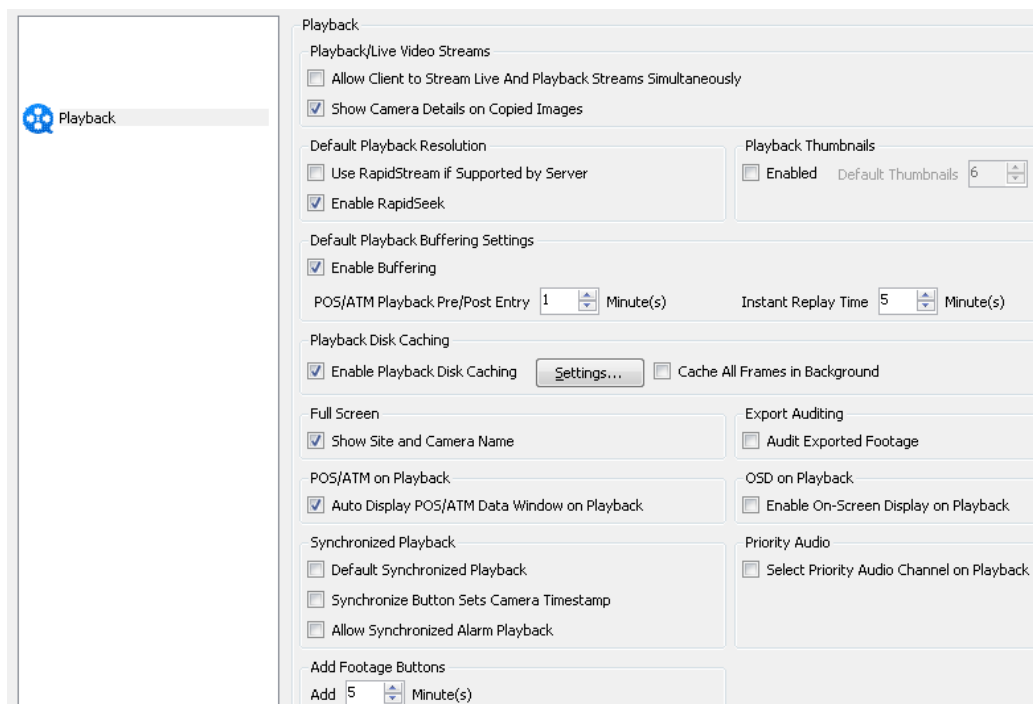 Playback
Playback
Playback/Live Video Streams
Allow Client to Stream Live And Playback Streams Simultaneously
Show Camera Details on Copied Images
Default Playback Resolution
Use RapidStream if Supported by Server
Enable RapidSeek
Playback Thumbnails
Enabled Default Thumbnails 6
Default Playback Buffering Settings
Enable Buffering
POS/ATM Playback Pre/Post Entry 1 Minute(s) Instant Replay Time 5 Minute(s)
Playback Disk Caching
Enable Playback Disk Caching Settings... Cache All Frames in Background
Full Screen
Show Site and Camera Name
Export Auditing
Audit Exported Footage
POS/ATM on Playback
Auto Display POS/ATM Data Window on Playback
OSD on Playback
Enable On-Screen Display on Playback
Synchronized Playback
Default Synchronized Playback
Synchronize Button Sets Camera Timestamp
Allow Synchronized Alarm Playback
Priority Audio
Select Priority Audio Channel on Playback
Add Footage Buttons
Add 5 Minute(s)